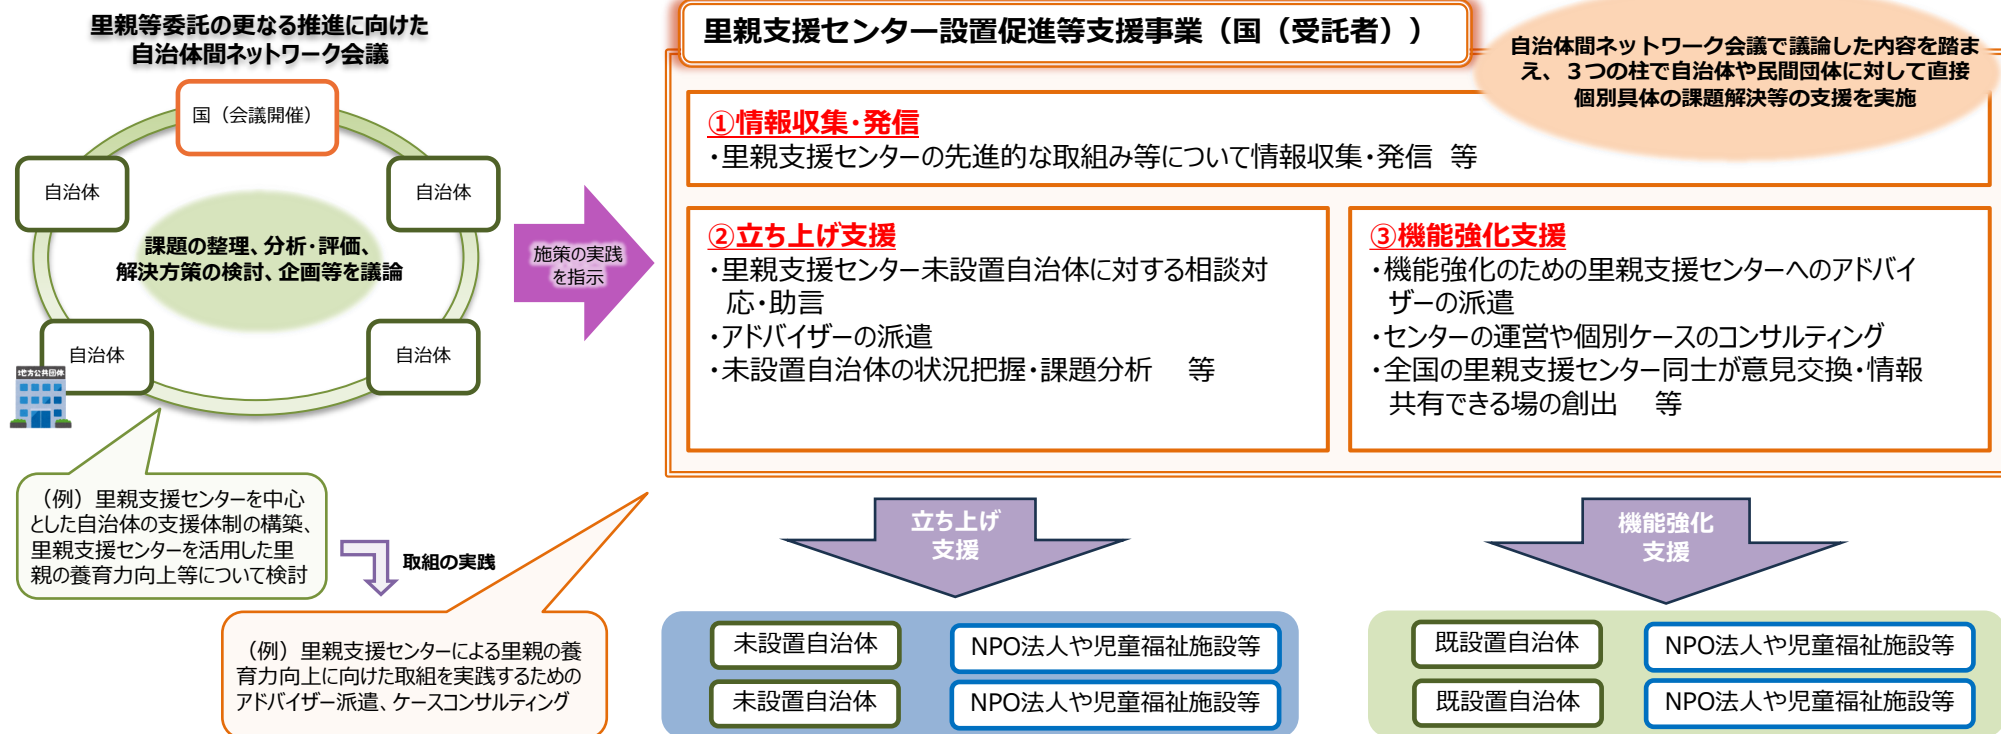 里親等委託の更なる推進に向けた
自治体間ネットワーク会議
国（会議開催）
自治体
自治体
課題の整理、分析・評価、
解決方策の検討、企画等を議論
自治体
自治体
地方公共団体
（例）里親支援センターを中心
とした自治体の支援体制の構築、
里親支援センターを活用した里
親の養育力向上等について検討
取組の実践
（例）里親支援センターによる里親の養
育力向上に向けた取組を実践するための
アドバイザー派遣、ケースコンサルティング
施策の実践
を指示
里親支援センター設置促進等支援事業（国（受託者））
自治体間ネットワーク会議で議論した内容を踏ま
え、３つの柱で自治体や民間団体に対して直接
個別具体の課題解決等の支援を実施
①情報収集・発信
・里親支援センターの先進的な取組み等について情報収集・発信　等
②立ち上げ支援
・里親支援センター未設置自治体に対する相談対
応・助言
・アドバイザーの派遣
・未設置自治体の状況把握・課題分析　等
③機能強化支援
・機能強化のための里親支援センターへのアドバイ
ザーの派遣
・センターの運営や個別ケースのコンサルティング
・全国の里親支援センター同士が意見交換・情報
共有できる場の創出　等
立ち上げ
支援
機能強化
支援
未設置自治体
NPO法人や児童福祉施設等
未設置自治体
NPO法人や児童福祉施設等
既設置自治体
NPO法人や児童福祉施設等
既設置自治体
NPO法人や児童福祉施設等